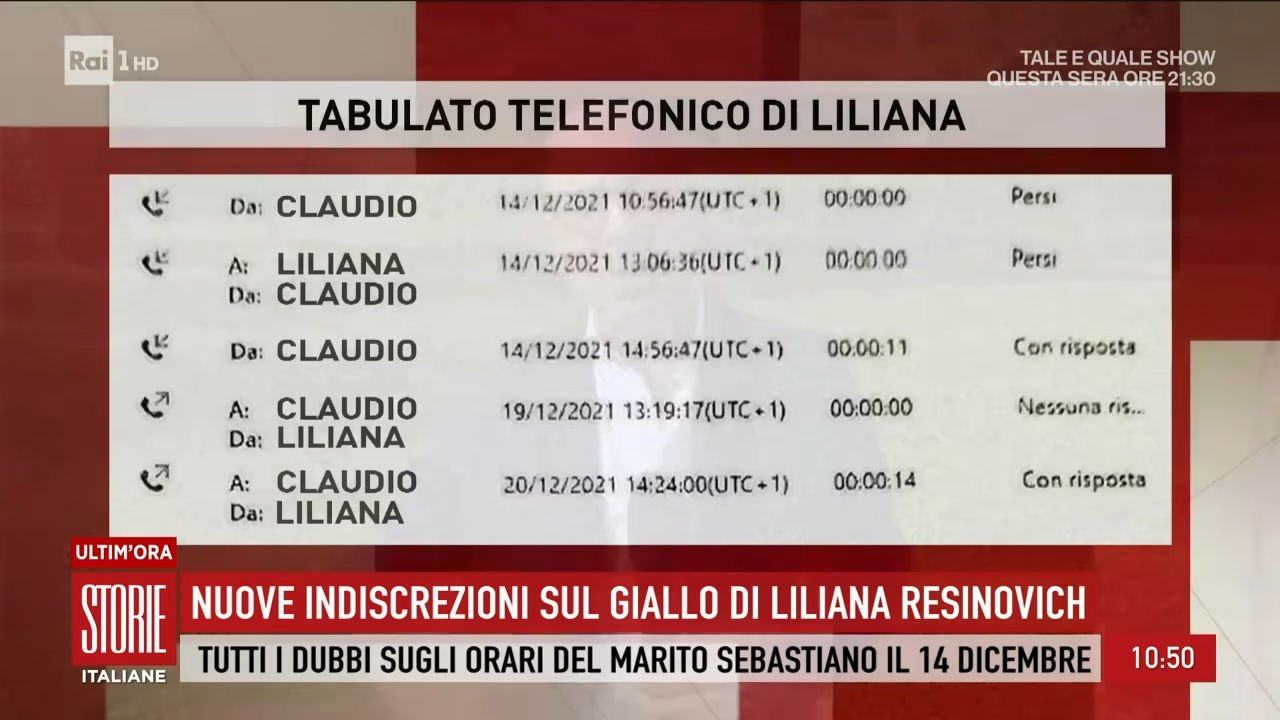 Rai 1 HD
TALE E QUALE SHOW
QUESTA SERA ORE 21:30
TABULATO TELEFONICO DI LILIANA
Da: CLAUDIO 14/12/2021 10:56:47(UTC+1) 00:00:00 Persi
A: LILIANA 14/12/2021 13:06:36(UTC+1) 00:00:00 Persi
Da: CLAUDIO
Da: CLAUDIO 14/12/2021 14:56:47(UTC+1) 00:00:11 Con risposta
A: CLAUDIO 19/12/2021 13:19:17(UTC+1) 00:00:00 Nessuna ris...
Da: LILIANA
A: CLAUDIO 20/12/2021 14:24:00(UTC+1) 00:00:14 Con risposta
Da: LILIANA
ULTIM'ORA
STORIE
ITALIANE
NUOVE INDISCREZIONI SUL GIALLO DI LILIANA RESINOVICH
TUTTI I DUBBI SUGLI ORARI DEL MARITO SEBASTIANO IL 14 DICEMBRE
10:50